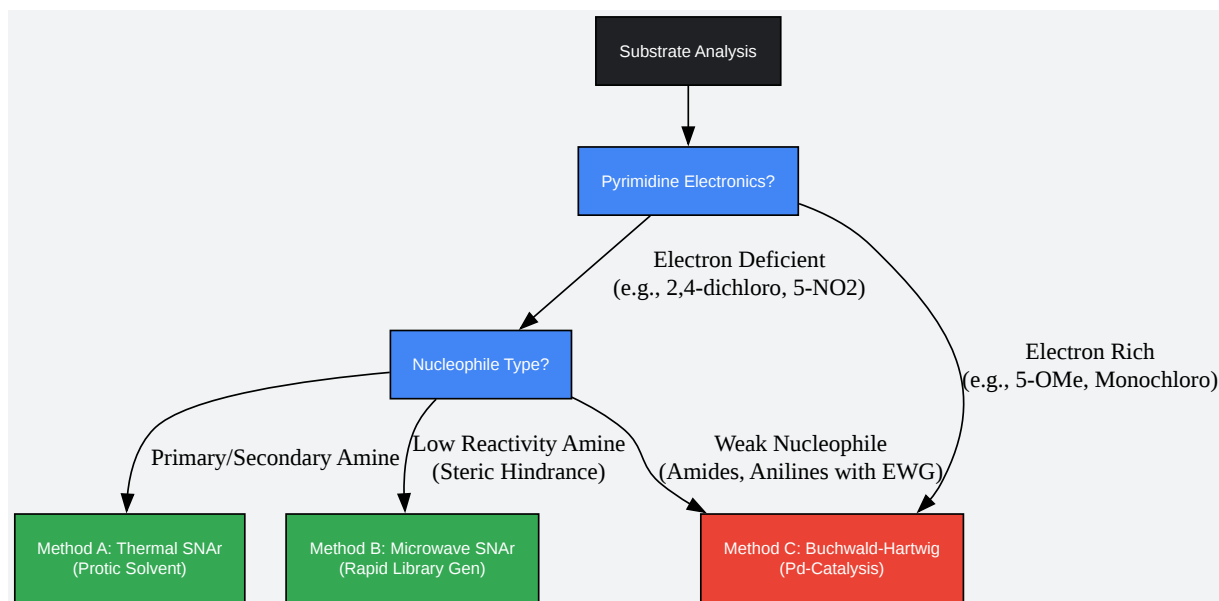 Substrate Analysis
Pyrimidine Electronics?
Electron Deficient
(e.g., 2,4-dichloro, 5-NO2)
Electron Rich
(e.g., 5-OMe, Monochloro)
Nucleophile Type?
Primary/Secondary Amine
Low Reactivity Amine
(Steric Hindrance)
Weak Nucleophile
(Amides, Anilines with EWG)
Method A: Thermal SNAr
(Protic Solvent)
Method B: Microwave SNAr
(Rapid Library Gen)
Method C: Buchwald-Hartwig
(Pd-Catalysis)